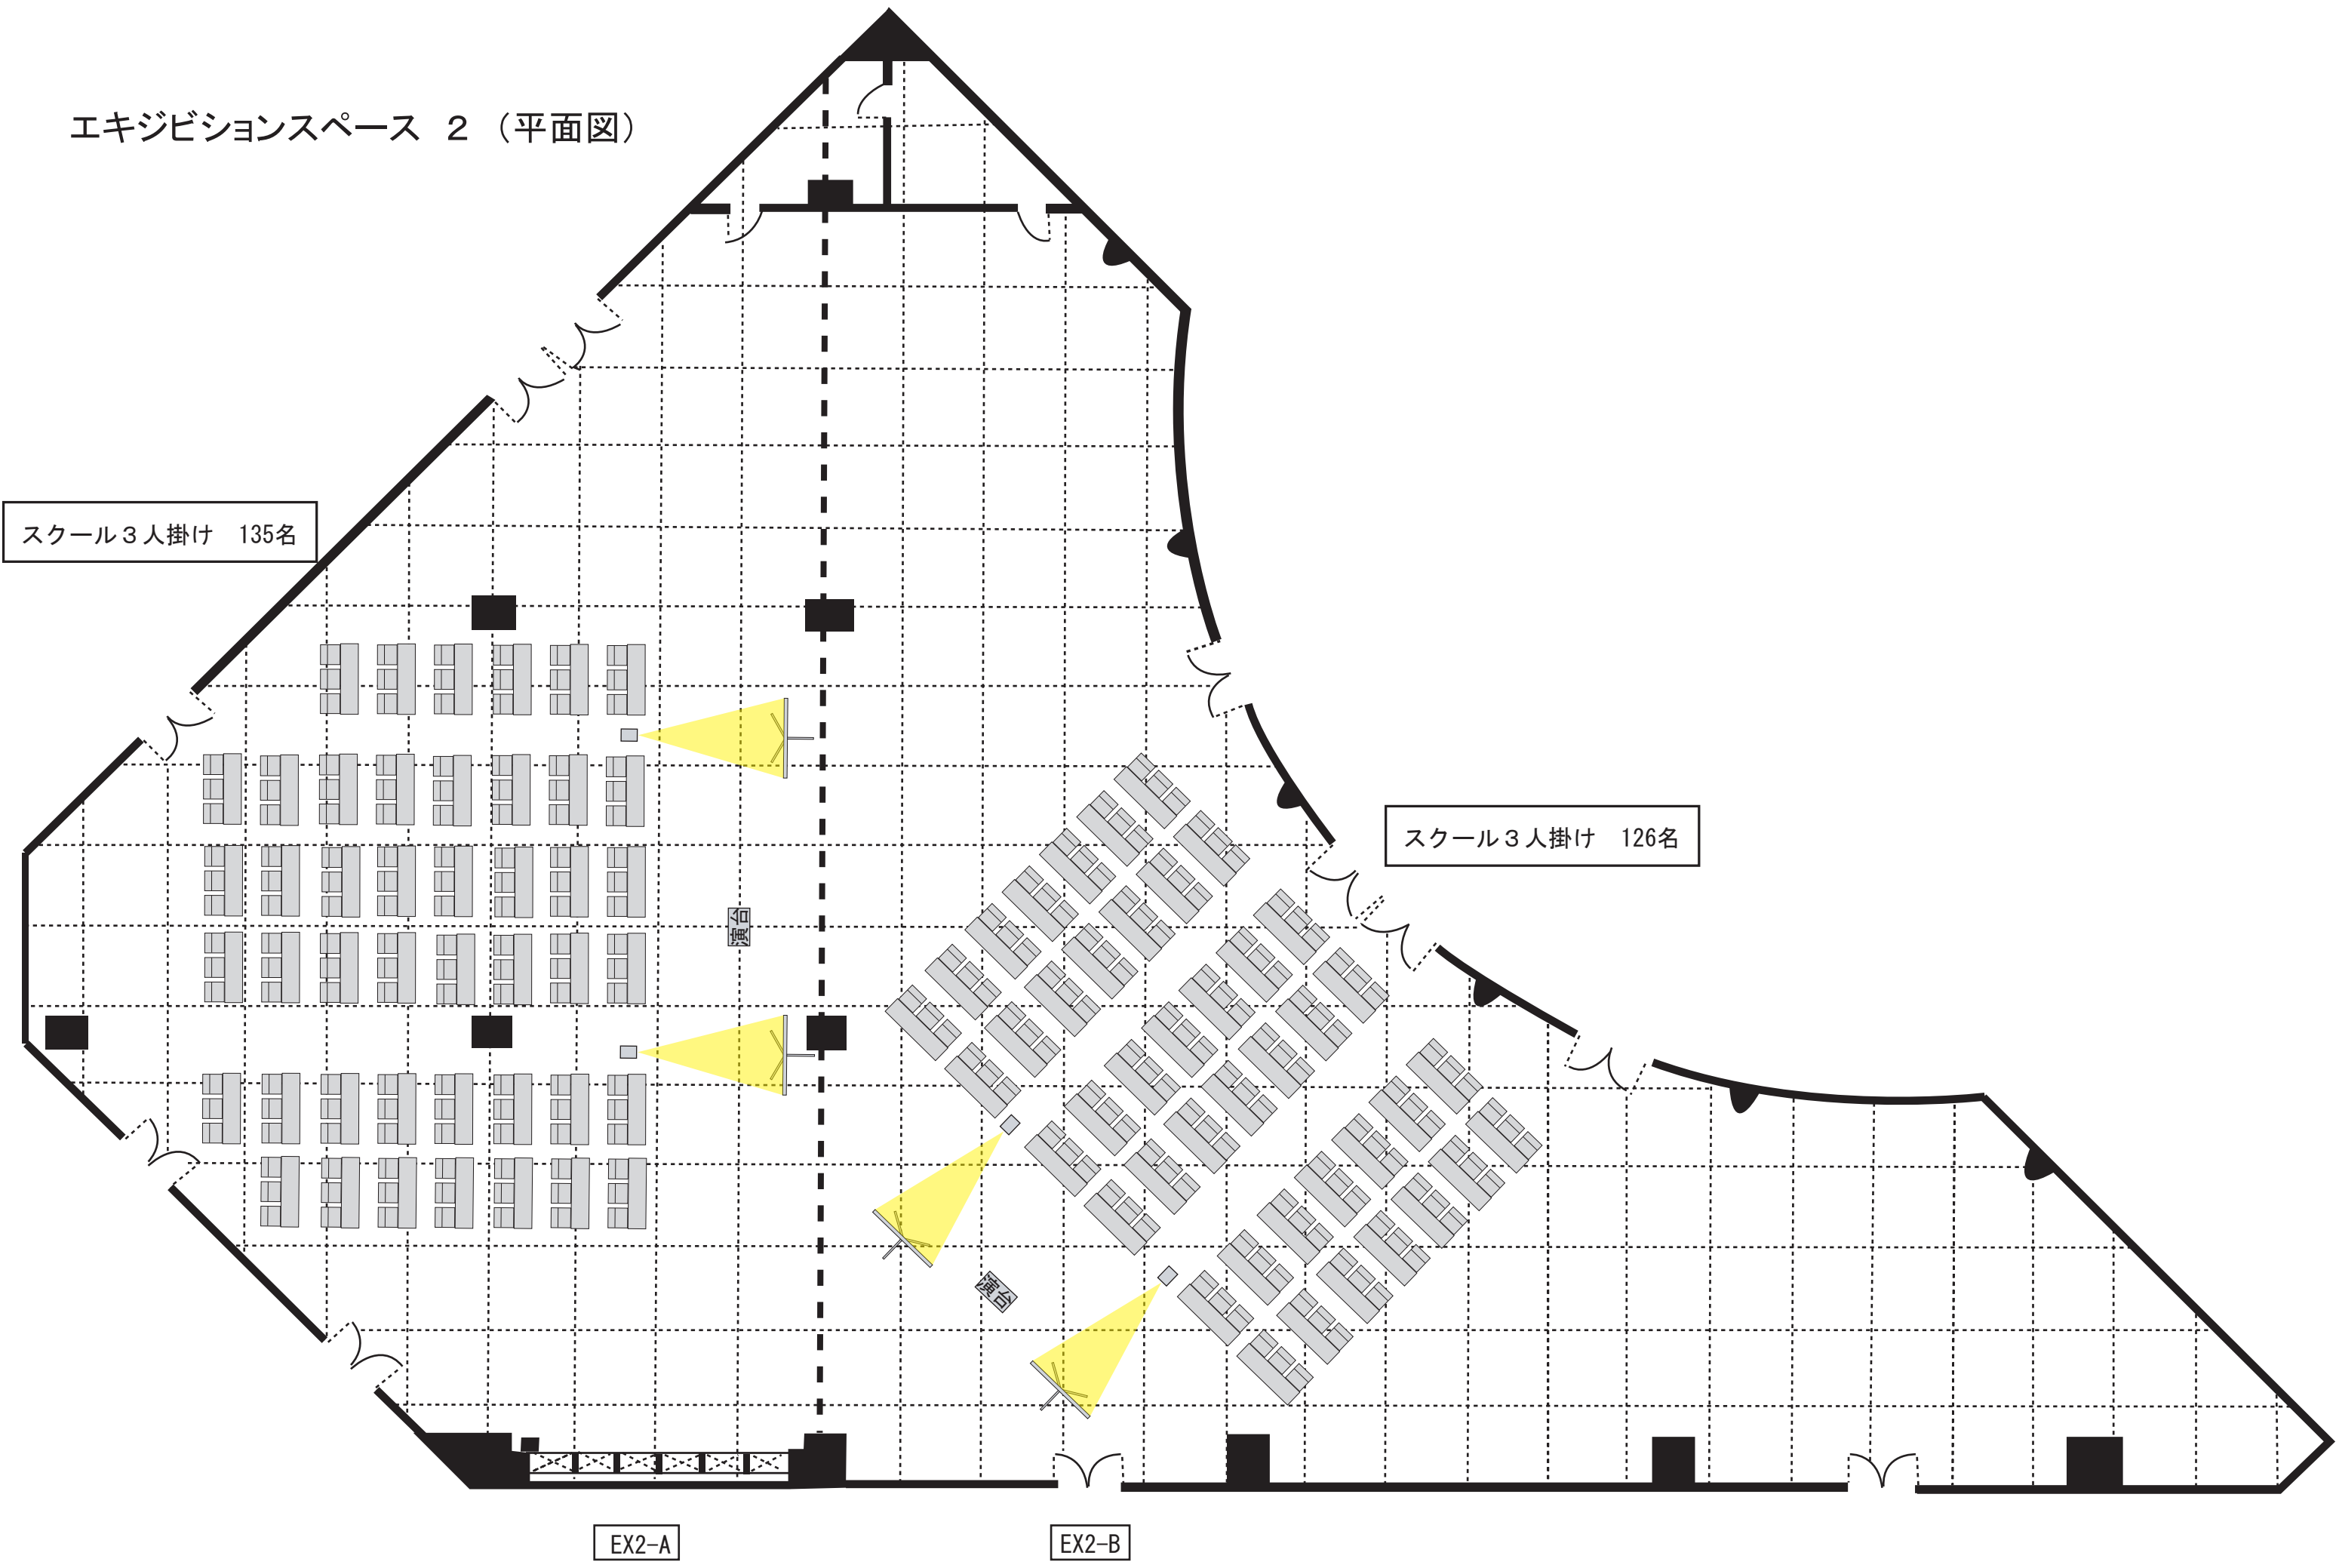 エキジビションスペース　２（平面図）
スクール３人掛け　135名
スクール３人掛け　126名
演台
演台
EX2-A
EX2-B